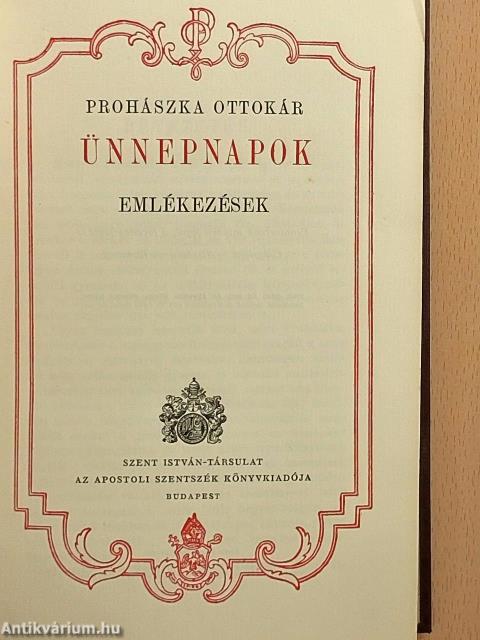 PROHÁSZKA OTTOKÁR
ÜNNEPNAPOK
EMLÉKEZÉSEK
SZENT ISTVÁN-TÁRSULAT
AZ APOSTOLI SZENTSZÉK KÖNYVKIADÓJA
BUDAPEST
Antikvárium.hu